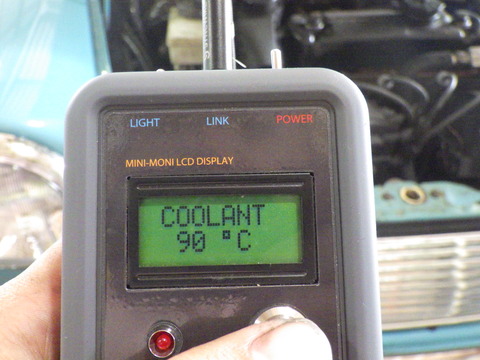 LIGHT LINK POWER
MINI-MONI LCD DISPLAY
COOLANT
90 °C